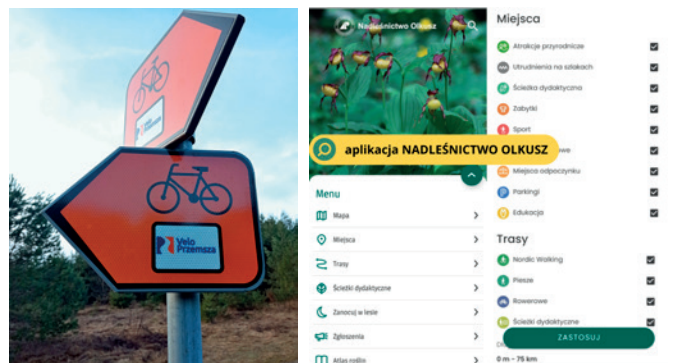 Velo
Przemsza
Velo
Przemsza
Nadleśnictwo Olkusz
aplikacja NADLEŚNICTWO OLKUSZ
Menu
Mapa
Miejsca
Trasy
Ścieżki dydaktyczne
Zanocuj w lesie
Zgłoszenia
Atlas roślin
Miejsca
Atrakcje przyrodnicze
Utrudnienia na szlakach
Ścieżka dydaktyczna
Zabytki
Sport
Miejsca odpoczynku
Parkingi
Edukacja
Trasy
Nordic Walking
Piesze
Rowerowe
Ścieżki dydaktyczne
ZASTOSUJ
0 m – 75 km